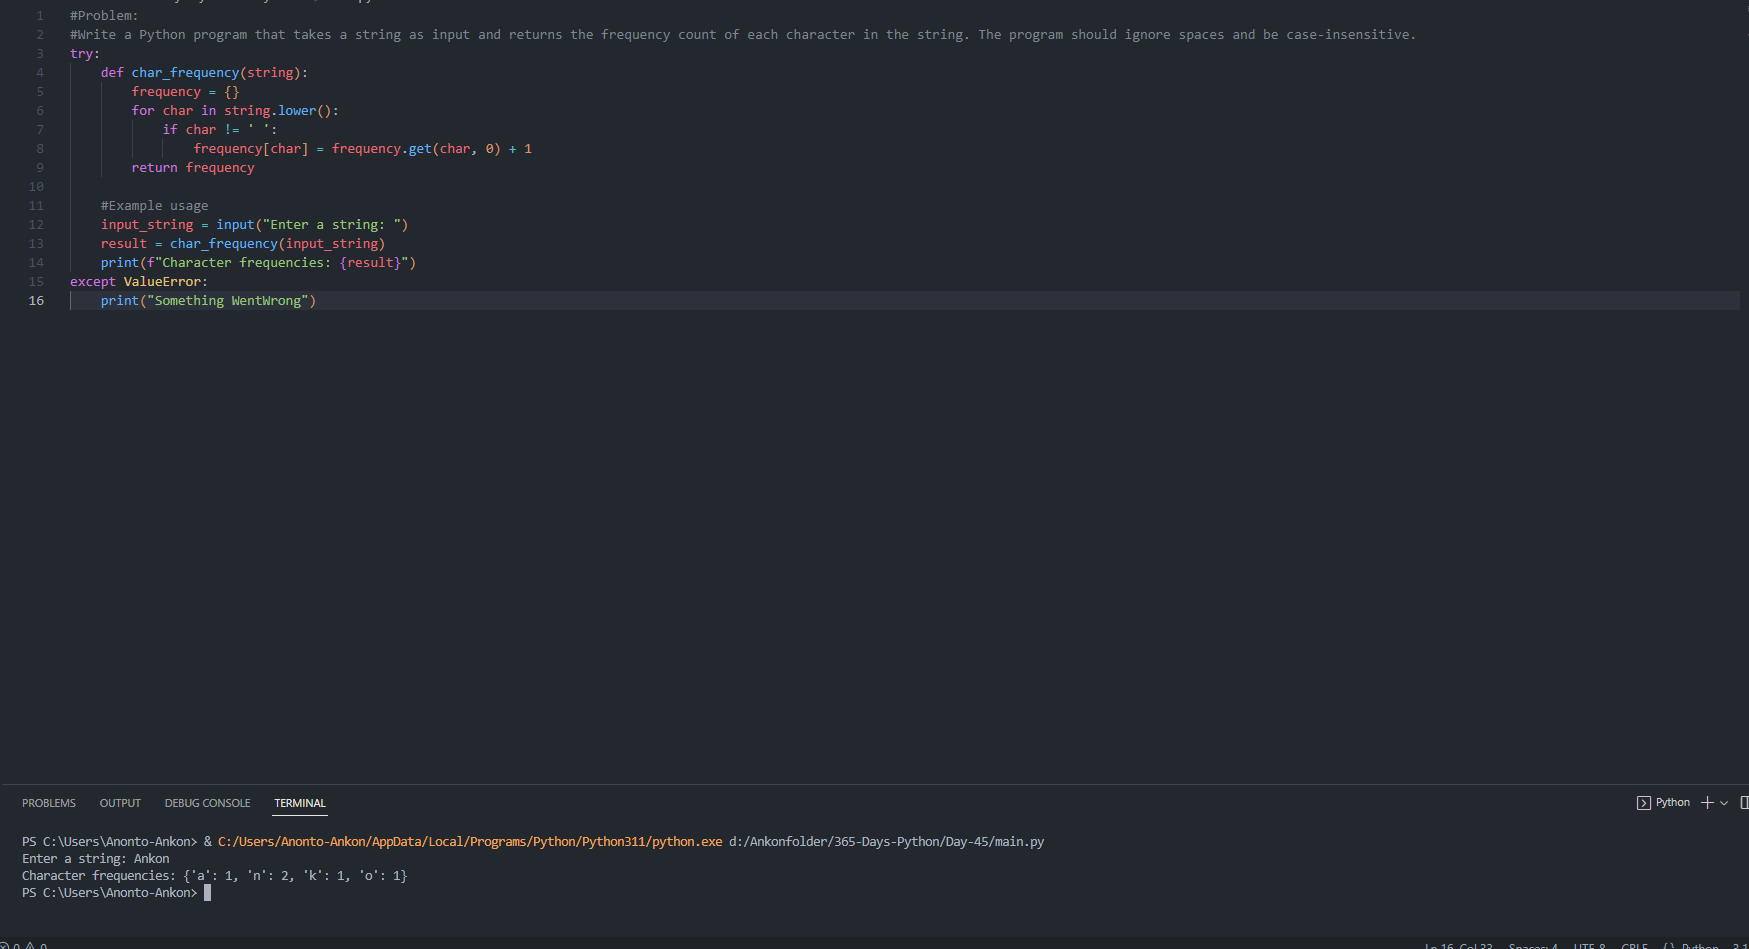 1 #Problem:
2 #Write a Python program that takes a string as input and returns the frequency count of each character in the string. The program should ignore spaces and be case-insensitive.
3 try:
4     def char_frequency(string):
5         frequency = {}
6         for char in string.lower():
7             if char != ' ':
8                 frequency[char] = frequency.get(char, 0) + 1
9         return frequency
10
11     #Example usage
12     input_string = input("Enter a string: ")
13     result = char_frequency(input_string)
14     print(f"Character frequencies: {result}")
15 except ValueError:
16     print("Something WentWrong")
PROBLEMS OUTPUT DEBUG CONSOLE TERMINAL Python
PS C:\Users\Anonto-Ankon> & C:/Users/Anonto-Ankon/AppData/Local/Programs/Python/Python311/python.exe d:/Ankonfolder/365-Days-Python/Day-45/main.py
Enter a string: Ankon
Character frequencies: {'a': 1, 'n': 2, 'k': 1, 'o': 1}
PS C:\Users\Anonto-Ankon>
0 0 Ln 16, Col 33 Spaces: 4 UTF-8 CRLF {} Python